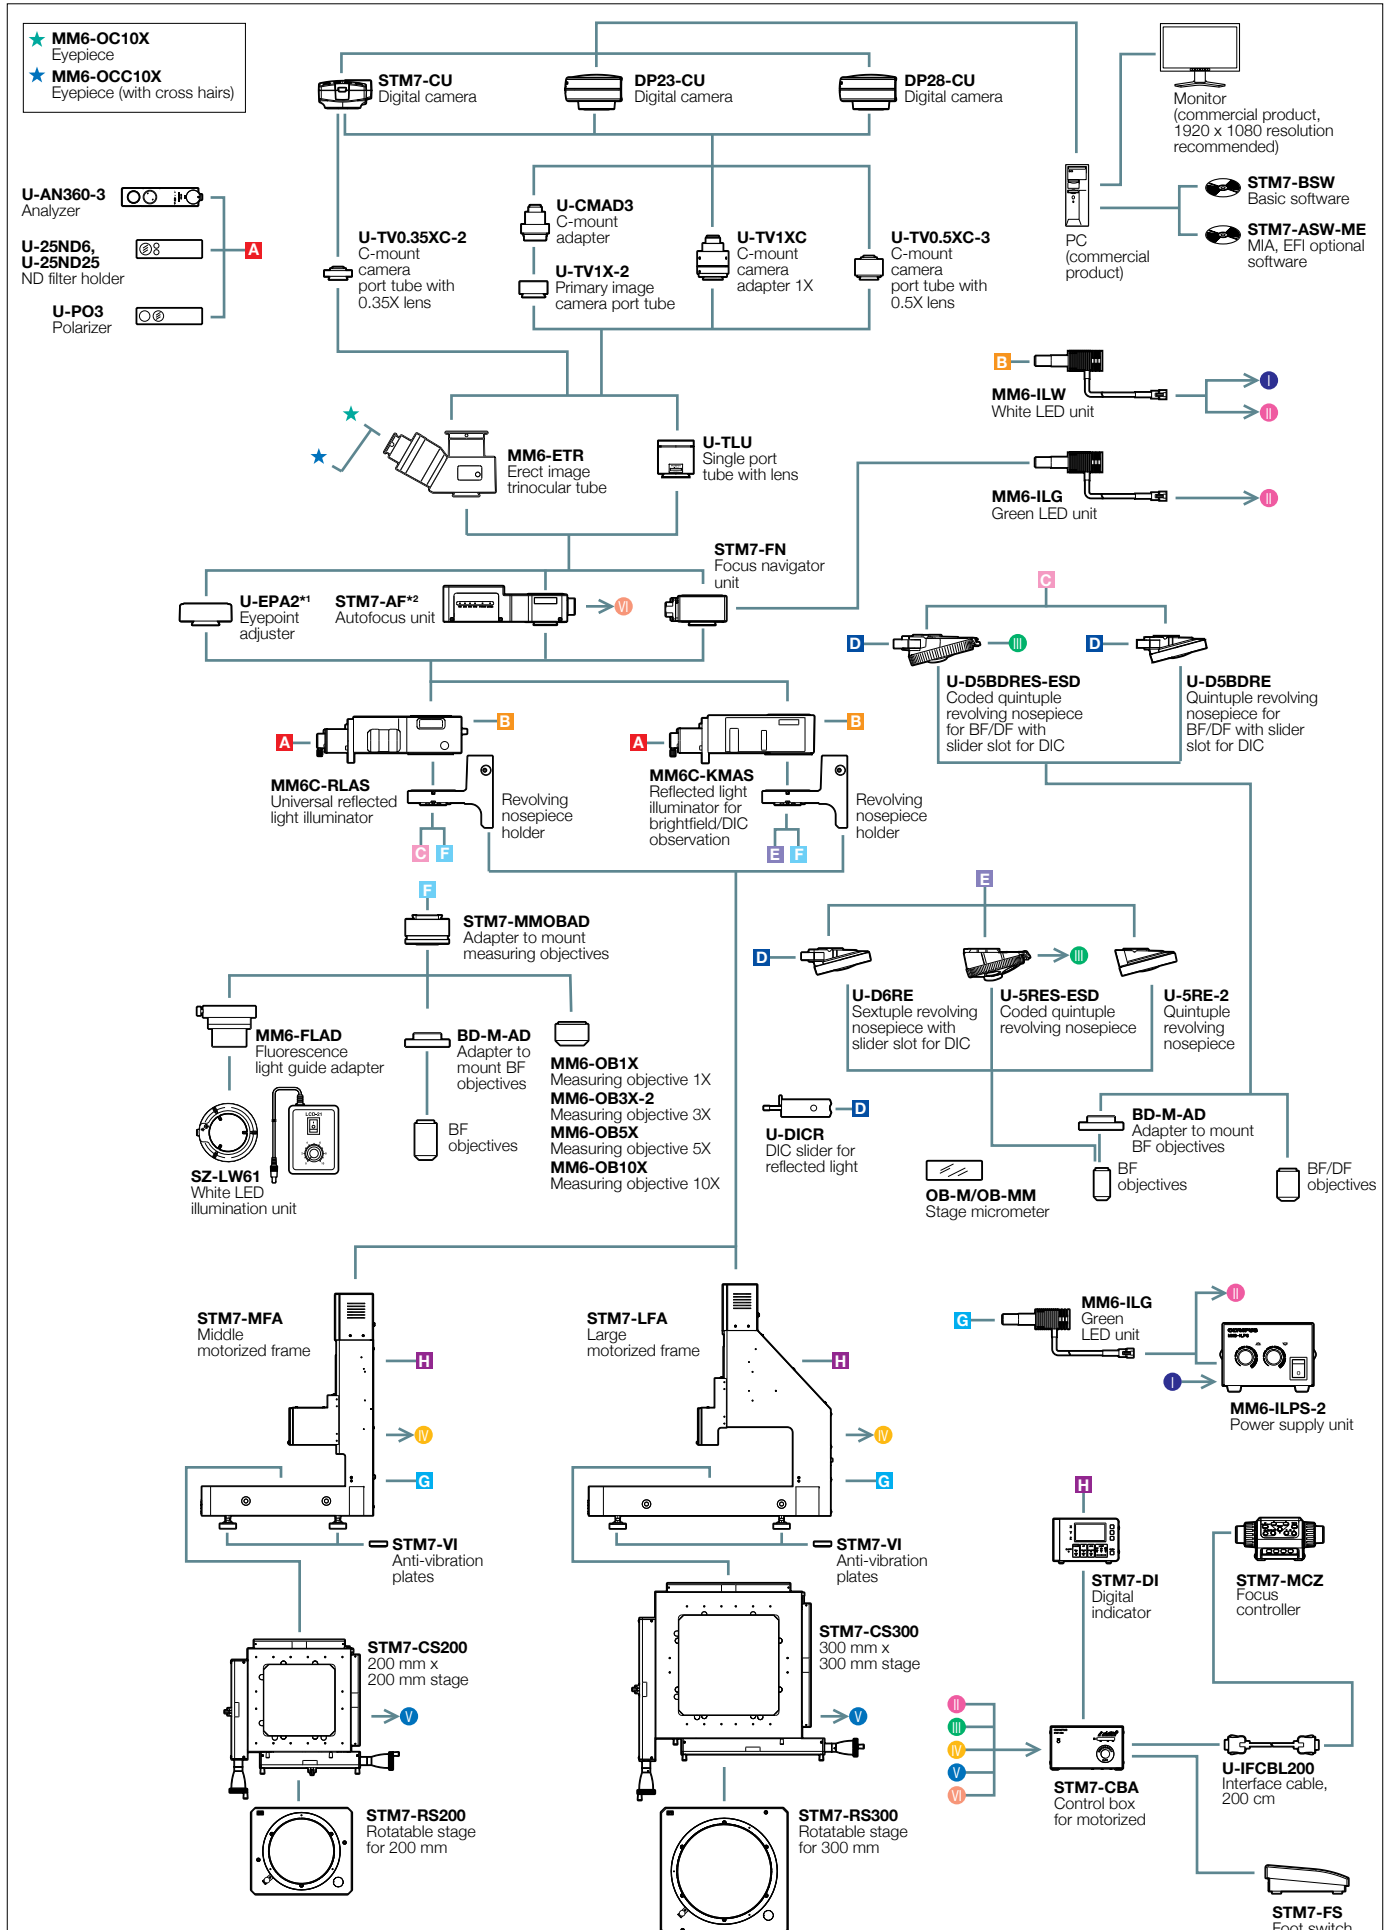 ★ MM6-OC10X
Eyepiece
★ MM6-OCC10X
Eyepiece (with cross hairs)
STM7-CU
Digital camera
DP23-CU
Digital camera
DP28-CU
Digital camera
Monitor
(commercial product,
1920 x 1080 resolution
recommended)
U-AN360-3
Analyzer
U-25ND6,
U-25ND25
ND filter holder
U-PO3
Polarizer
A
U-TV0.35XC-2
C-mount
camera
port tube with
0.35X lens
U-CMAD3
C-mount
adapter
U-TV1X-2
Primary image
camera port tube
U-TV1XC
C-mount
camera
adapter 1X
U-TV0.5XC-3
C-mount
camera
port tube with
0.5X lens
PC
(commercial
product)
STM7-BSW
Basic software
STM7-ASW-ME
MIA, EFI optional
software
B
MM6-ILW
White LED unit
I
II
MM6-ETR
Erect image
trinocular tube
U-TLU
Single port
tube with lens
MM6-ILG
Green LED unit
II
U-EPA2*1
Eyepoint
adjuster
STM7-AF*2
Autofocus unit
VI
STM7-FN
Focus navigator
unit
C
D
III
D
U-D5BDRES-ESD
Coded quintuple
revolving nosepiece
for BF/DF with
slider slot for DIC
U-D5BDRE
Quintuple revolving
nosepiece for
BF/DF with slider
slot for DIC
A
B
MM6C-RLAS
Universal reflected
light illuminator
Revolving
nosepiece
holder
C
F
A
B
MM6C-KMAS
Reflected light
illuminator for
brightfield/DIC
observation
Revolving
nosepiece
holder
E
F
F
STM7-MMOBAD
Adapter to mount
measuring objectives
E
D
III
U-D6RE
Sextuple revolving
nosepiece with
slider slot for DIC
U-5RES-ESD
Coded quintuple
revolving nosepiece
U-5RE-2
Quintuple
revolving
nosepiece
MM6-FLAD
Fluorescence
light guide adapter
BD-M-AD
Adapter to
mount BF
objectives
MM6-OB1X
Measuring objective 1X
MM6-OB3X-2
Measuring objective 3X
MM6-OB5X
Measuring objective 5X
MM6-OB10X
Measuring objective 10X
BF
objectives
SZ-LW61
White LED
illumination unit
U-DICR
DIC slider for
reflected light
D
OB-M/OB-MM
Stage micrometer
BD-M-AD
Adapter to mount
BF objectives
BF
objectives
BF/DF
objectives
STM7-MFA
Middle
motorized frame
H
IV
G
STM7-VI
Anti-vibration
plates
STM7-LFA
Large
motorized frame
H
IV
G
STM7-VI
Anti-vibration
plates
G
MM6-ILG
Green
LED unit
II
I
OLYMPUS
MM6-ILPS-2
Power supply unit
H
STM7-DI
Digital
indicator
STM7-MCZ
Focus
controller
STM7-CS200
200 mm x
200 mm stage
V
STM7-CS300
300 mm x
300 mm stage
V
II
III
IV
V
VI
STM7-CBA
Control box
for motorized
U-IFCBL200
Interface cable,
200 cm
STM7-RS200
Rotatable stage
for 200 mm
STM7-RS300
Rotatable stage
for 300 mm
STM7-FS
Foot switch